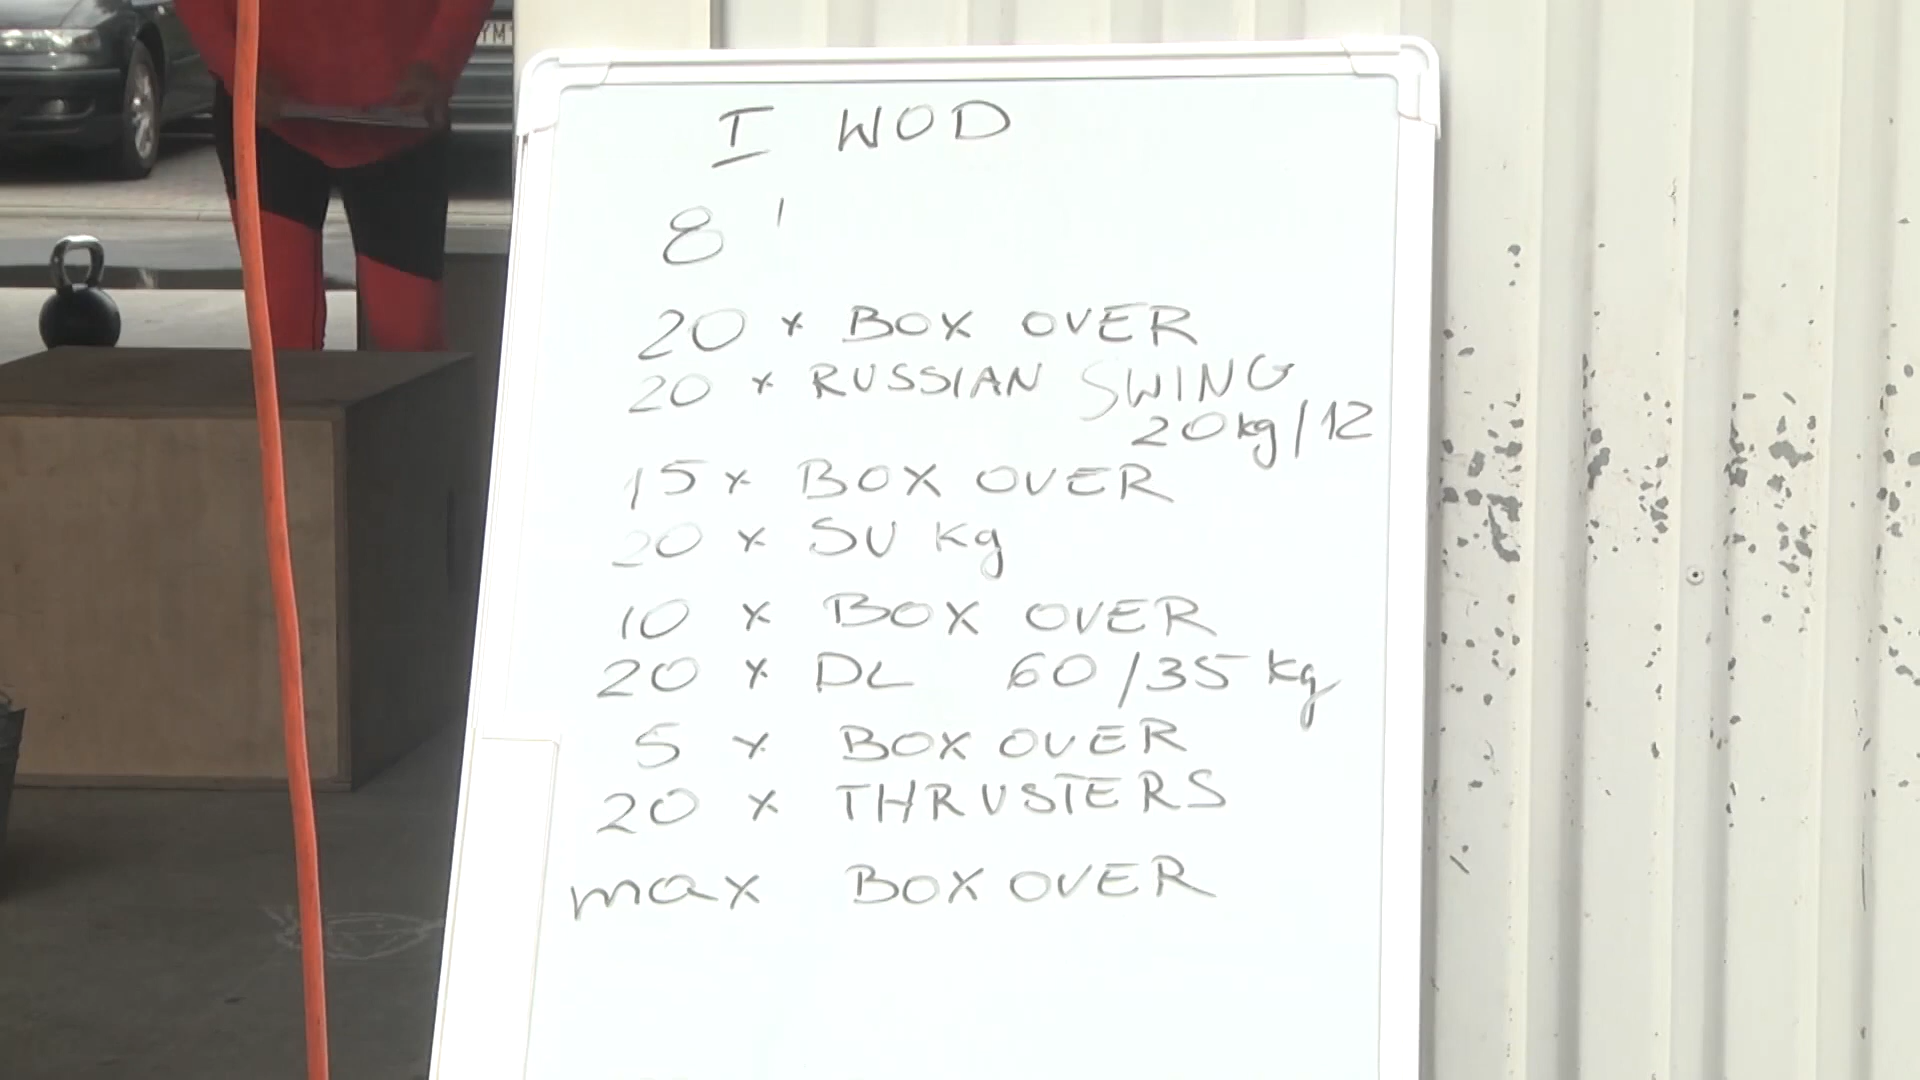 I WOD
8 '
20 x BOX OVER
20 x RUSSIAN SWING
20kg/12
15 x BOX OVER
20 x SU kg
10 x BOX OVER
20 x DL 60/35 kg
5 x BOX OVER
20 x THRUSTERS
max BOX OVER